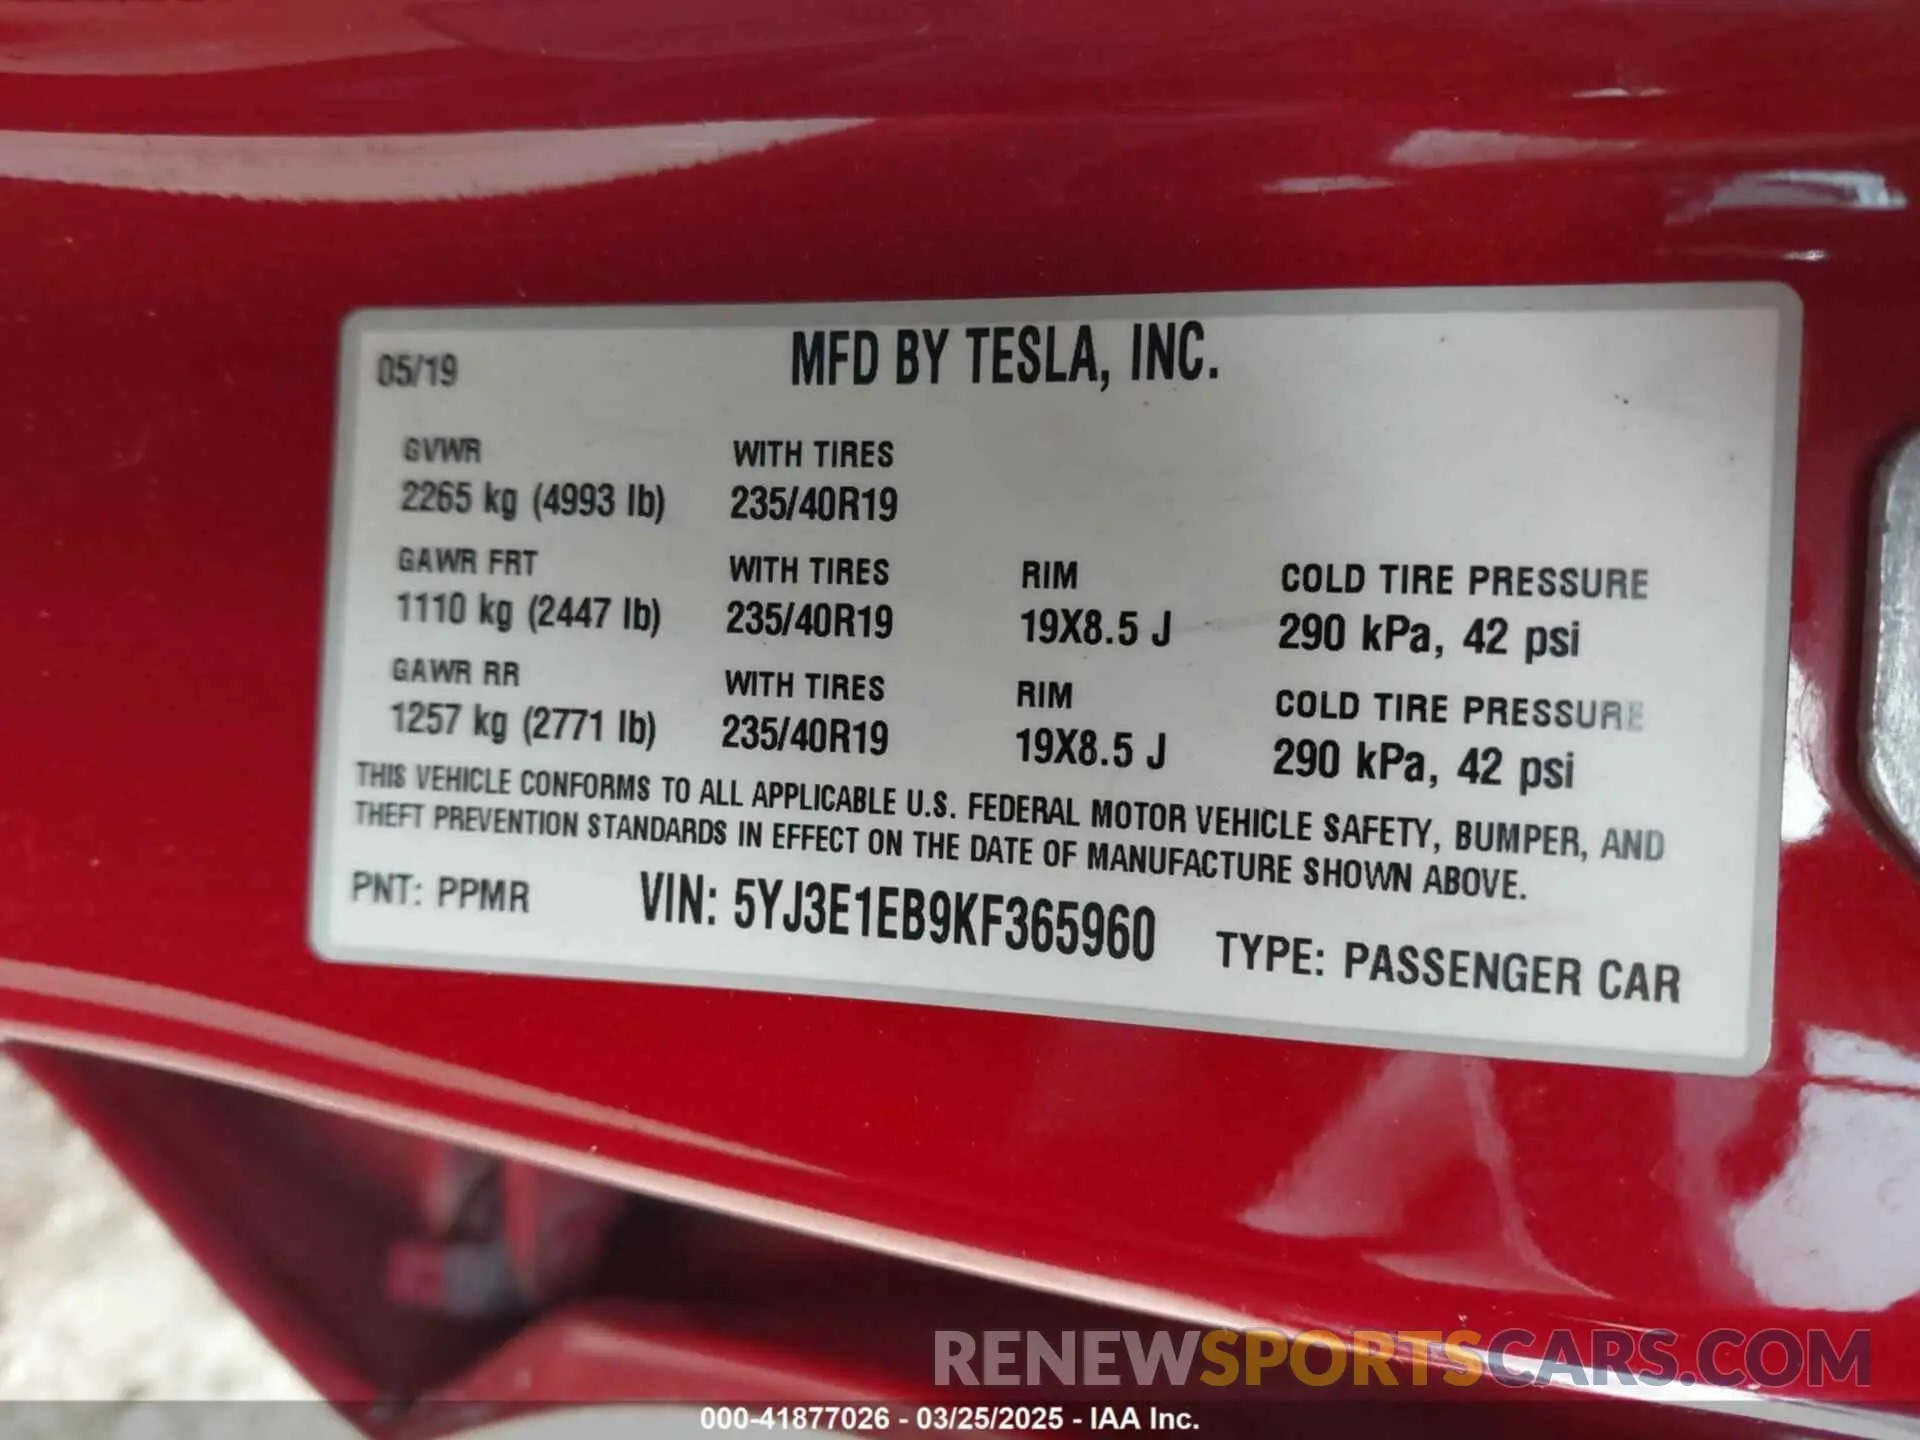 05/19 MFD BY TESLA, INC.
GVWR WITH TIRES
2265 kg (4993 lb) 235/40R19
GAWR FRT WITH TIRES RIM COLD TIRE PRESSURE
1110 kg (2447 lb) 235/40R19 19X8.5 J 290 kPa, 42 psi
GAWR RR WITH TIRES RIM COLD TIRE PRESSURE
1257 kg (2771 lb) 235/40R19 19X8.5 J 290 kPa, 42 psi
THIS VEHICLE CONFORMS TO ALL APPLICABLE U.S. FEDERAL MOTOR VEHICLE SAFETY, BUMPER, AND
THEFT PREVENTION STANDARDS IN EFFECT ON THE DATE OF MANUFACTURE SHOWN ABOVE.
PNT: PPMR VIN: 5YJ3E1EB9KF365960 TYPE: PASSENGER CAR
RENEWSPORTSCARS.COM
000-41877026 - 03/25/2025 - IAA Inc.